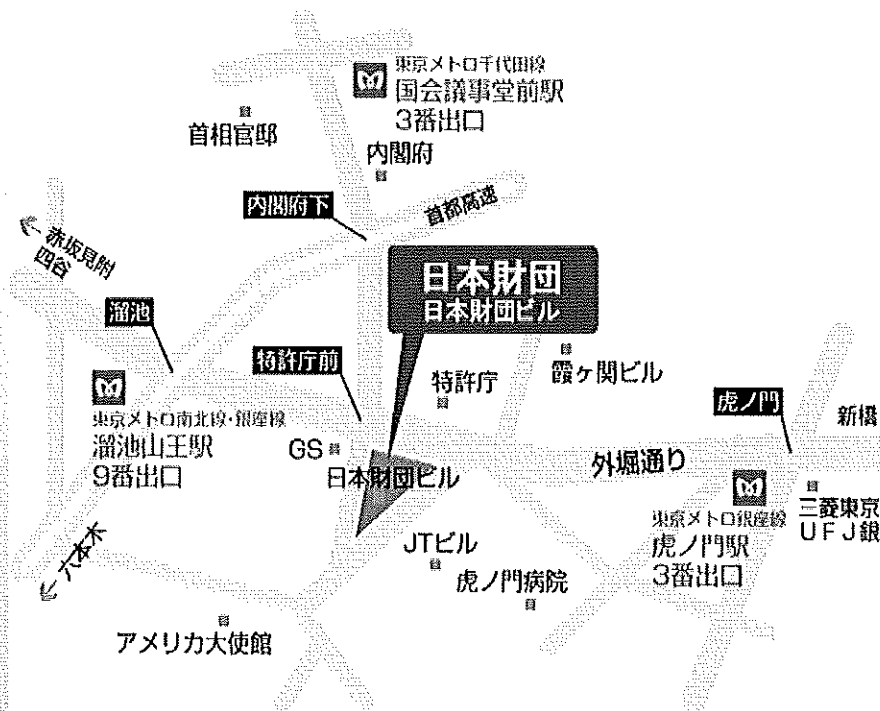 東京メトロ千代田線
国会議事堂前駅
3番出口
首相官邸
内閣府
内閣府下
首都高速
赤坂見附
四谷
日本財団
日本財団ビル
溜池
特許庁前
特許庁
霞ヶ関ビル
虎ノ門
新橋
東京メトロ南北線・銀座線
溜池山王駅
9番出口
GS
日本財団ビル
外堀通り
三菱東京
UFJ銀
東京メトロ銀座線
虎ノ門駅
3番出口
六本木
JTビル
虎ノ門病院
アメリカ大使館